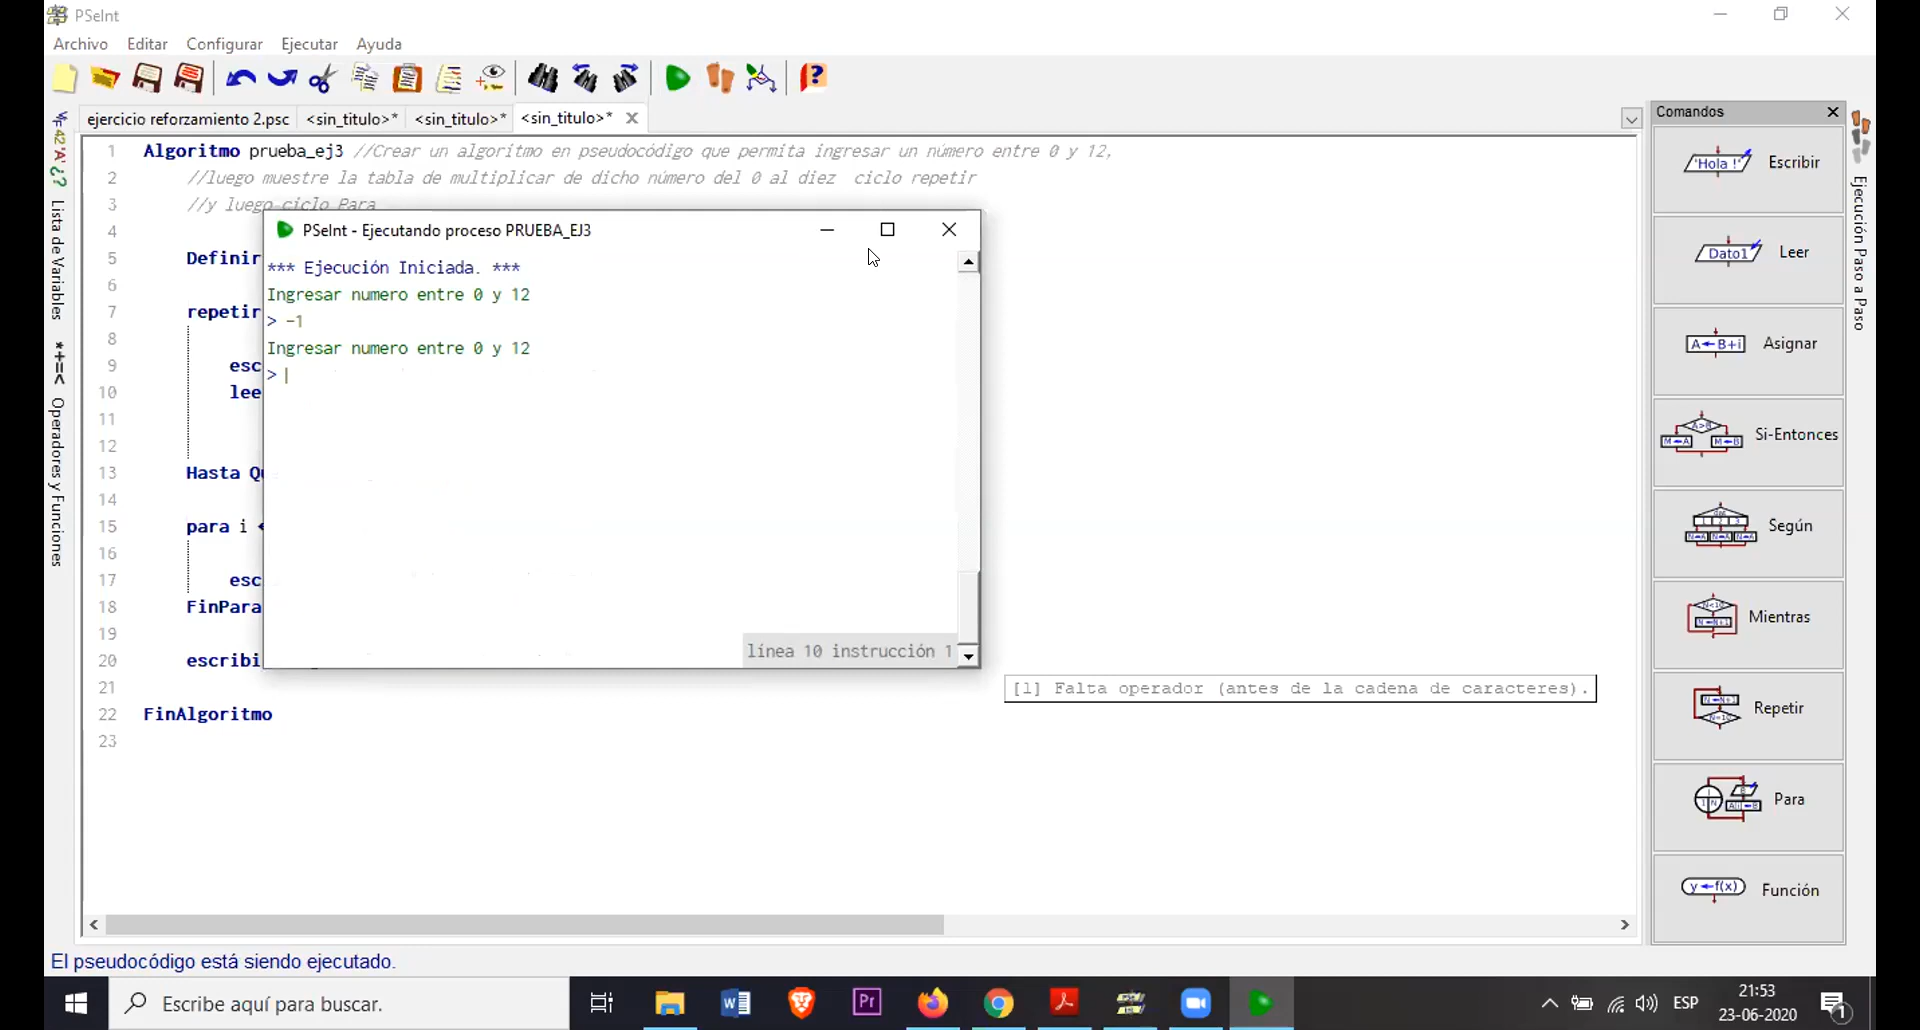 PSeInt
Archivo Editar Configurar Ejecutar Ayuda
ejercicio reforzamiento 2.psc <sin_titulo>* <sin_titulo>* <sin_titulo>*
Lista de Variables
*+=< Operadores y Funciones
1 Algoritmo prueba_ej3 //Crear un algoritmo en pseudocódigo que permita ingresar un número entre 0 y 12,
2 //luego muestre la tabla de multiplicar de dicho número del 0 al diez ciclo repetir
3 //y luego ciclo Para
4
5 Definir
6
7 repetir
8
9 esc
10 lee
11
12
13 Hasta Qu
14
15 para i
16
17 esc
18 FinPara
19
20 escribi
21
22 FinAlgoritmo
23
PSeInt - Ejecutando proceso PRUEBA_EJ3
*** Ejecución Iniciada. ***
Ingresar numero entre 0 y 12
> -1
Ingresar numero entre 0 y 12
>
línea 10 instrucción 1
[1] Falta operador (antes de la cadena de caracteres).
Comandos
'Hola !' Escribir
Dato1 Leer
A←B+i Asignar
A>B M←A M←B Si-Entonces
Según
Mientras
Repetir
Para
y←f(x) Función
Ejecución Paso a Paso
El pseudocódigo está siendo ejecutado.
Escribe aquí para buscar.
Pr
ESP
21:53
23-06-2020
1